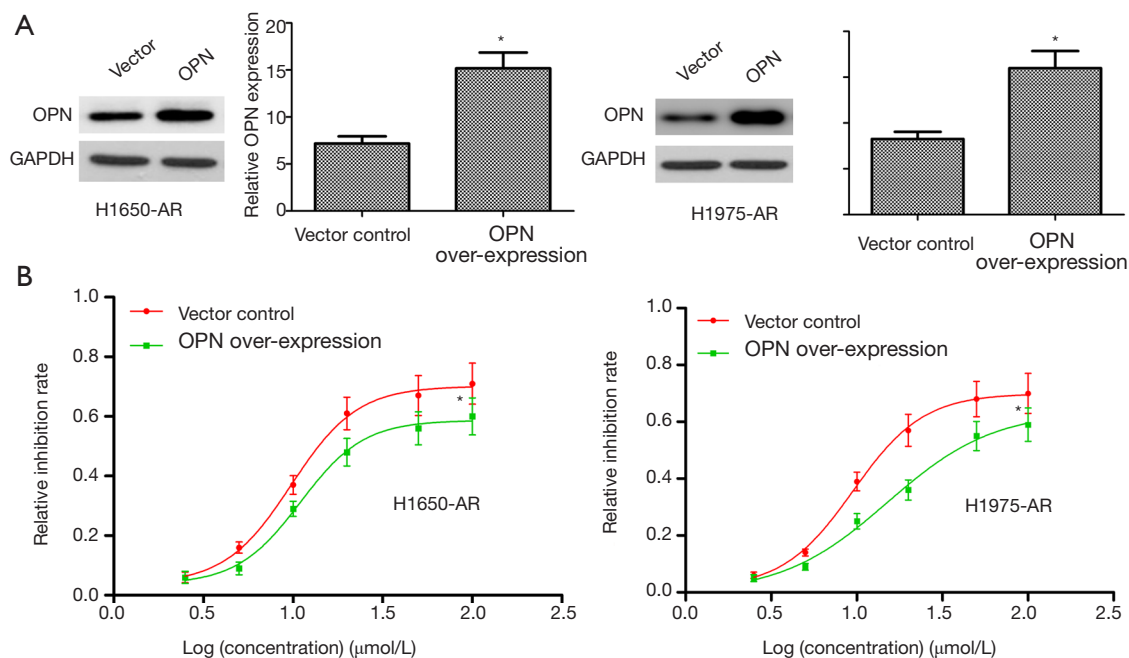 A
Vector
OPN
OPN
GAPDH
H1650-AR
Relative OPN expression
20
15
10
5
0
*
Vector control
OPN
over-expression
Vector
OPN
OPN
GAPDH
H1975-AR
*
Vector control
OPN
over-expression
B
Relative inhibition rate
1.0
0.8
0.6
0.4
0.2
0.0
Vector control
OPN over-expression
*
H1650-AR
0.0 0.5 1.0 1.5 2.0 2.5
Log (concentration) (μmol/L)
Relative inhibition rate
1.0
0.8
0.6
0.4
0.2
0.0
Vector control
OPN over-expression
*
H1975-AR
0.0 0.5 1.0 1.5 2.0 2.5
Log (concentration) (μmol/L)